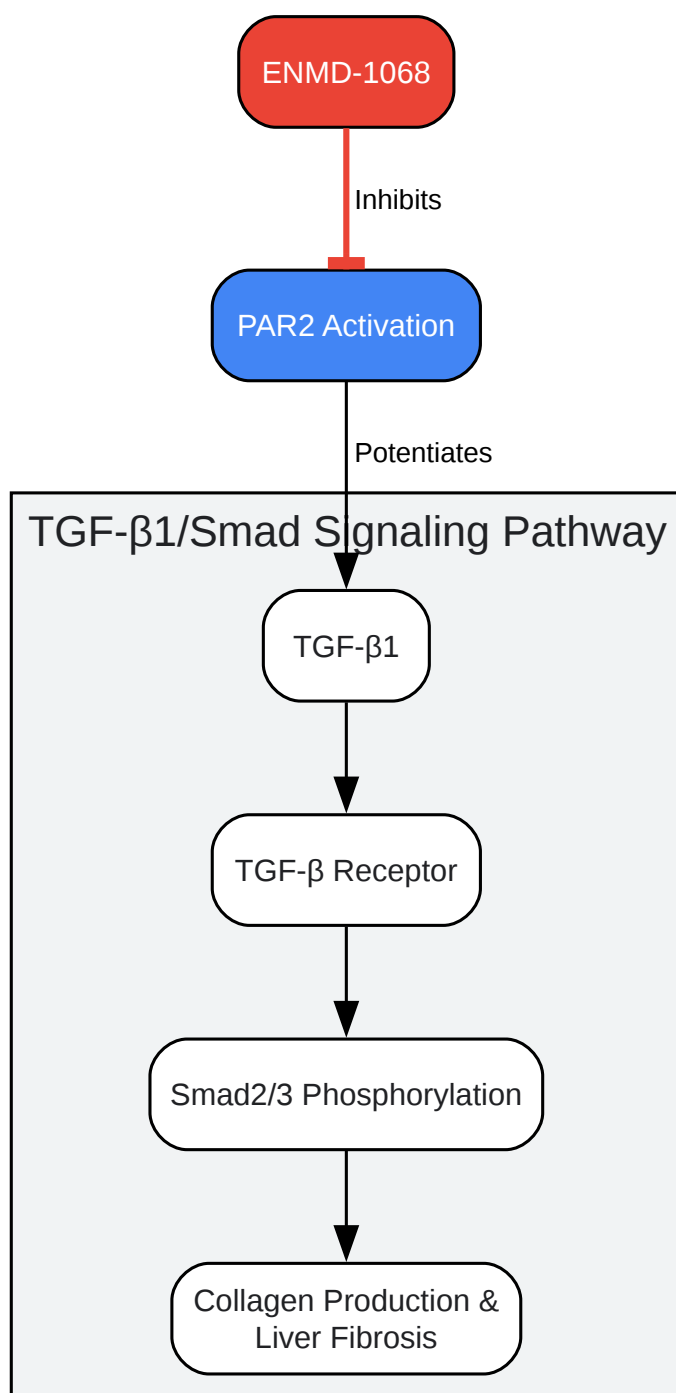 ENMD-1068
Inhibits
PAR2 Activation
Potentiates
TGF-β1/Smad Signaling Pathway
TGF-β1
TGF-β Receptor
Smad2/3 Phosphorylation
Collagen Production &
Liver Fibrosis